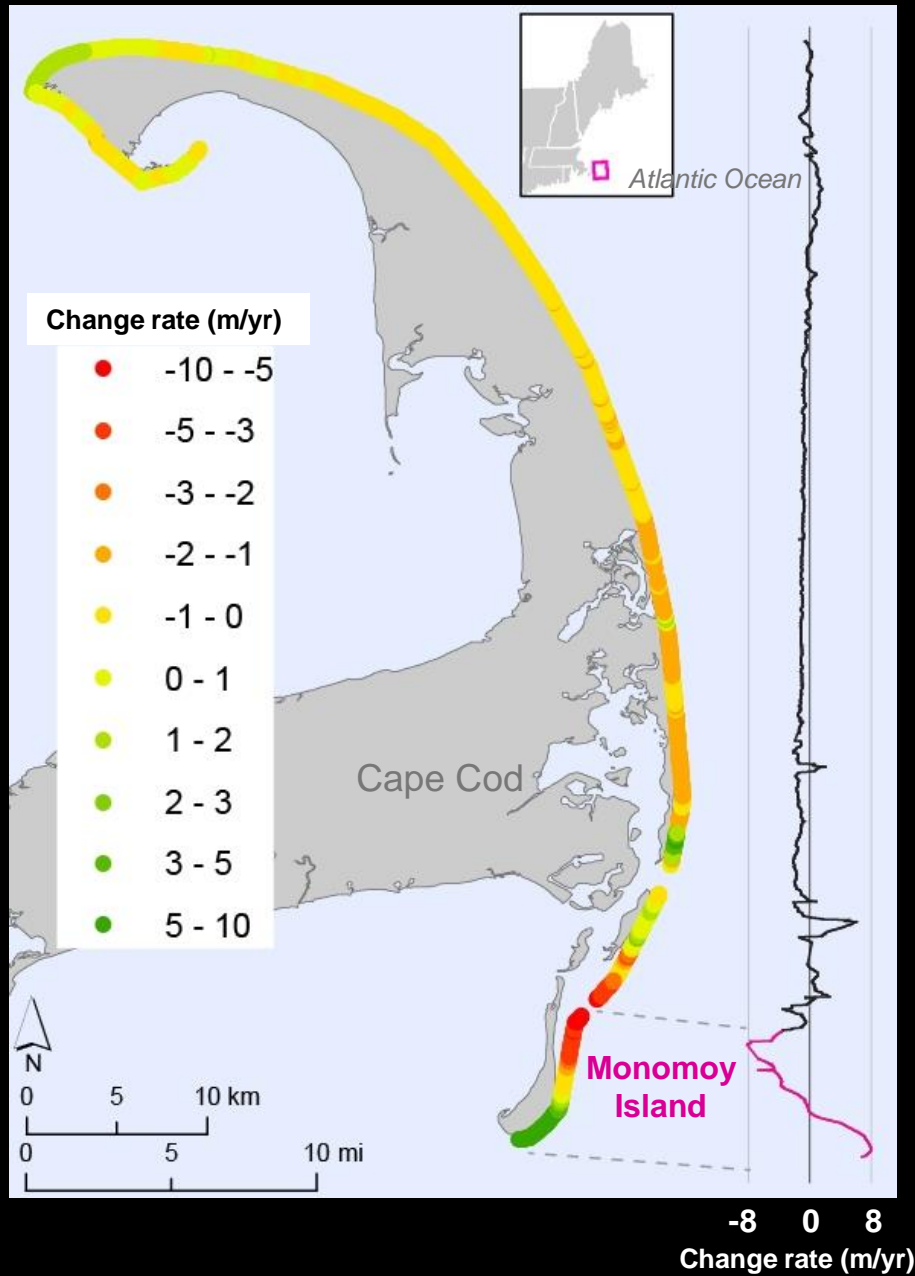 Atlantic Ocean
Change rate (m/yr)
-10 - -5
-5 - -3
-3 - -2
-2 - -1
-1 - 0
0 - 1
1 - 2
2 - 3
3 - 5
5 - 10
Cape Cod
N
0 5 10 km
0 5 10 mi
Monomoy
Island
-8 0 8
Change rate (m/yr)